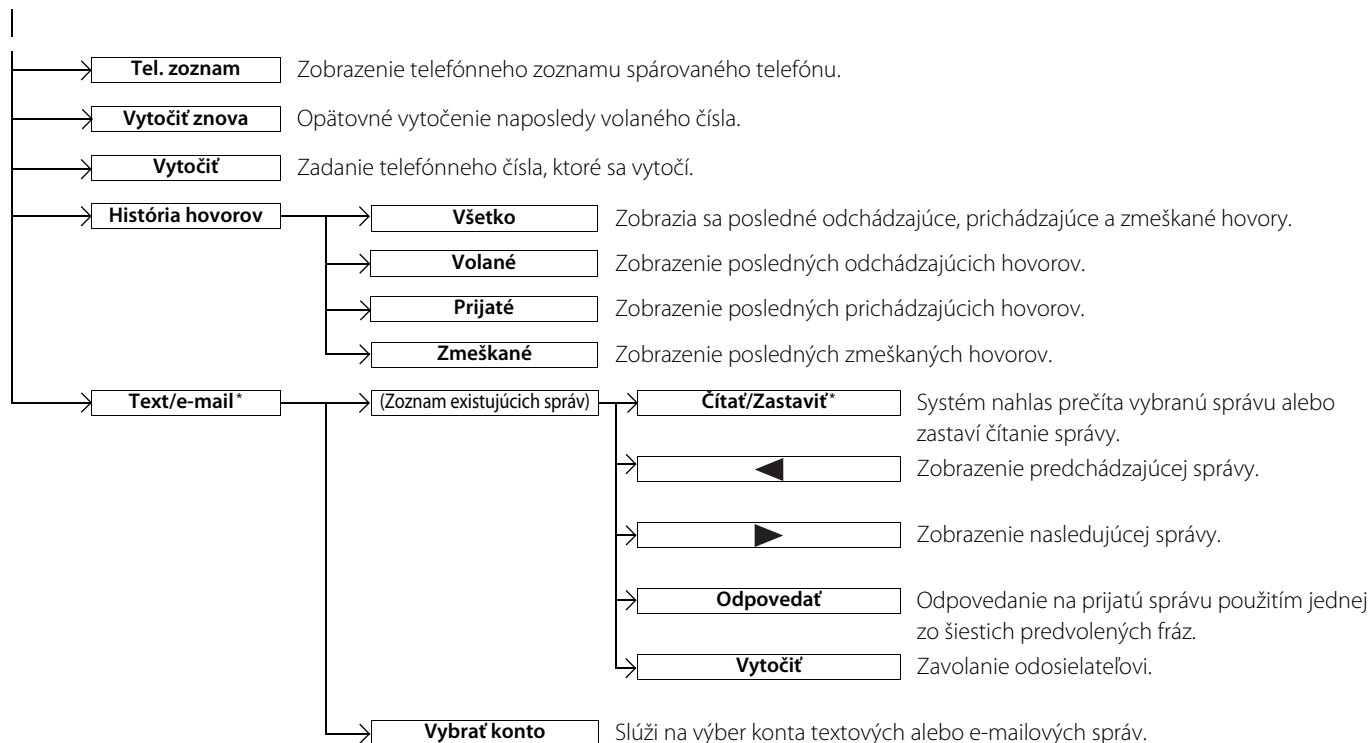 Tel. zoznam Zobrazenie telefónneho zoznamu spárovaného telefónu.
Vytočiť znova Opätovné vytočenie naposledy volaného čísla.
Vytočiť Zadanie telefónneho čísla, ktoré sa vytočí.
História hovorov Všetko Zobrazia sa posledné odchádzajúce, prichádzajúce a zmeškané hovory.
Volané Zobrazenie posledných odchádzajúcich hovorov.
Prijaté Zobrazenie posledných prichádzajúcich hovorov.
Zmeškané Zobrazenie posledných zmeškaných hovorov.
Text/e-mail* (Zoznam existujúcich správ) Čítať/Zastaviť* Systém nahlas prečíta vybranú správu alebo
zastaví čítanie správy.
◄ Zobrazenie predchádzajúcej správy.
► Zobrazenie nasledujúcej správy.
Odpovedať Odpovedanie na prijatú správu použitím jednej
zo šiestich predvolených fráz.
Vytočiť Zavolanie odosielateľovi.
Vybrať konto Slúži na výber konta textových alebo e-mailových správ.